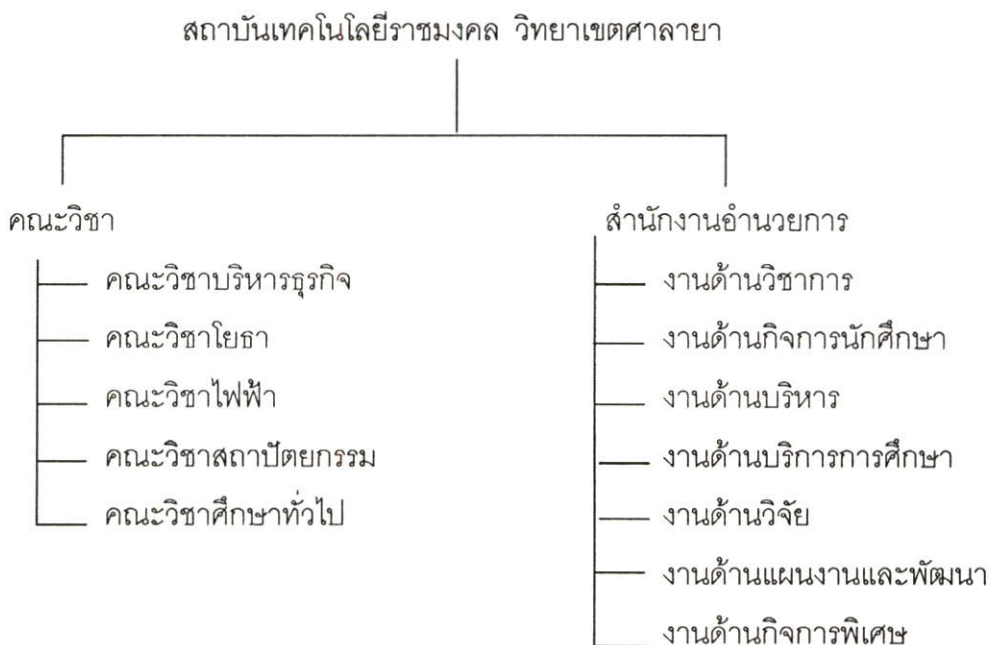 สถาบันเทคโนโลยีราชมงคล วิทยาเขตศาลายา
คณะวิชา
คณะวิชาบริหารธุรกิจ
คณะวิชาโยธา
คณะวิชาไฟฟ้า
คณะวิชาสถาปัตยกรรม
คณะวิชาศึกษาทั่วไป
สำนักงานอำนวยการ
งานด้านวิชาการ
งานด้านกิจการนักศึกษา
งานด้านบริหาร
งานด้านบริการการศึกษา
งานด้านวิจัย
งานด้านแผนงานและพัฒนา
งานด้านกิจการพิเศษ